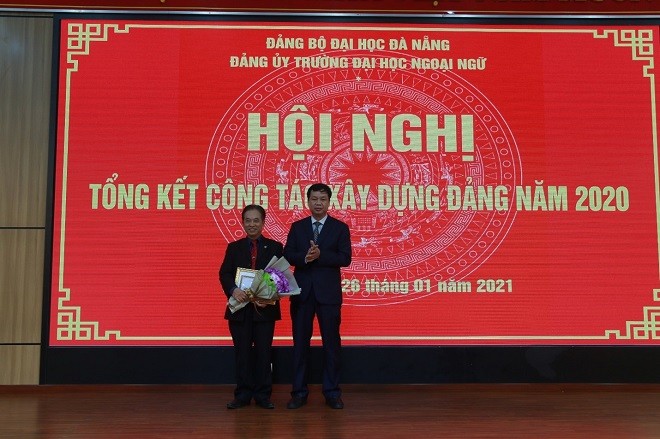 ĐẢNG BỘ ĐẠI HỌC ĐÀ NẴNG
ĐẢNG ỦY TRƯỜNG ĐẠI HỌC NGOẠI NGỮ
HỘI NGHỊ
TỔNG KẾT CÔNG TÁC XÂY DỰNG ĐẢNG NĂM 2020
26 tháng 01 năm 2021